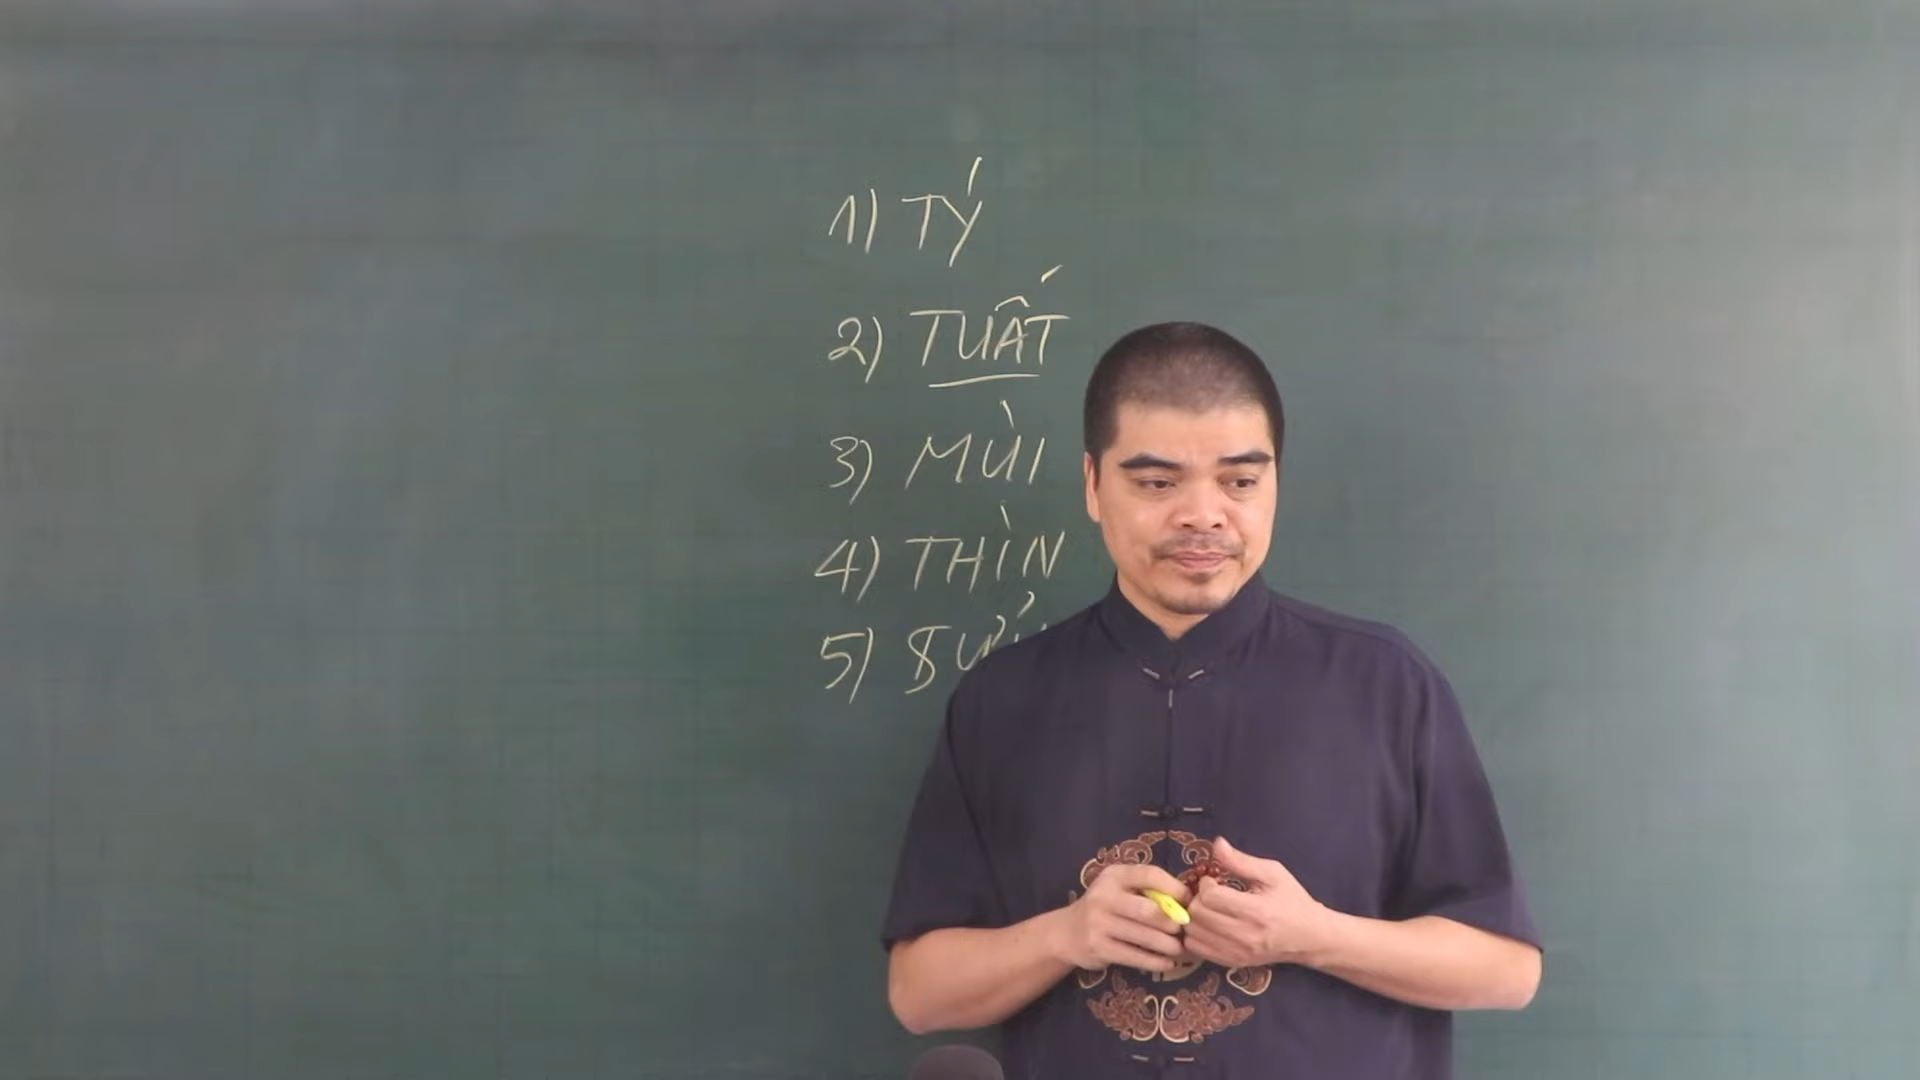 1) TÝ
2) TUẤT
3) MÙI
4) THÌN
5)